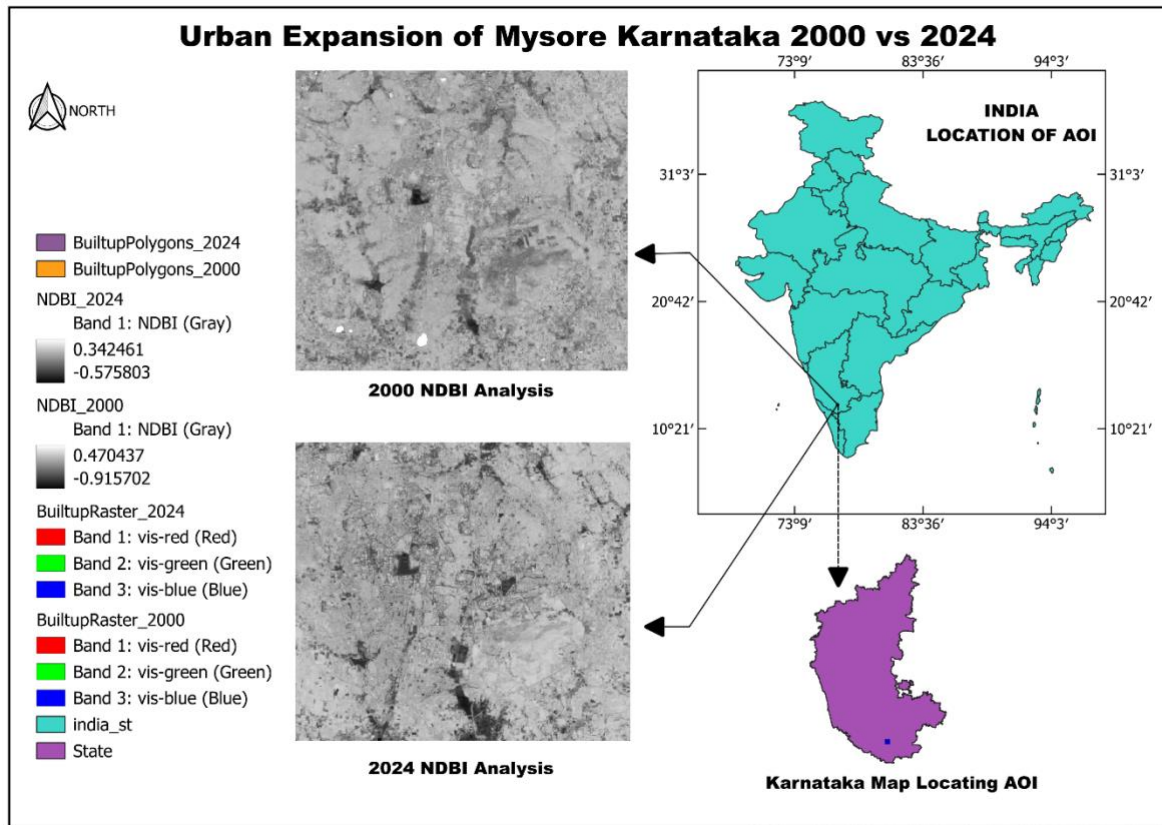 Urban Expansion of Mysore Karnataka 2000 vs 2024
NORTH
BuiltupPolygons_2024
BuiltupPolygons_2000
NDBI_2024
Band 1: NDBI (Gray)
0.342461
-0.575803
NDBI_2000
Band 1: NDBI (Gray)
0.470437
-0.915702
BuiltupRaster_2024
Band 1: vis-red (Red)
Band 2: vis-green (Green)
Band 3: vis-blue (Blue)
BuiltupRaster_2000
Band 1: vis-red (Red)
Band 2: vis-green (Green)
Band 3: vis-blue (Blue)
india_st
State
2000 NDBI Analysis
2024 NDBI Analysis
73°9′ 83°36′ 94°3′
INDIA
LOCATION OF AOI
31°3′ 31°3′
20°42′ 20°42′
10°21′ 10°21′
73°9′ 83°36′ 94°3′
Karnataka Map Locating AOI